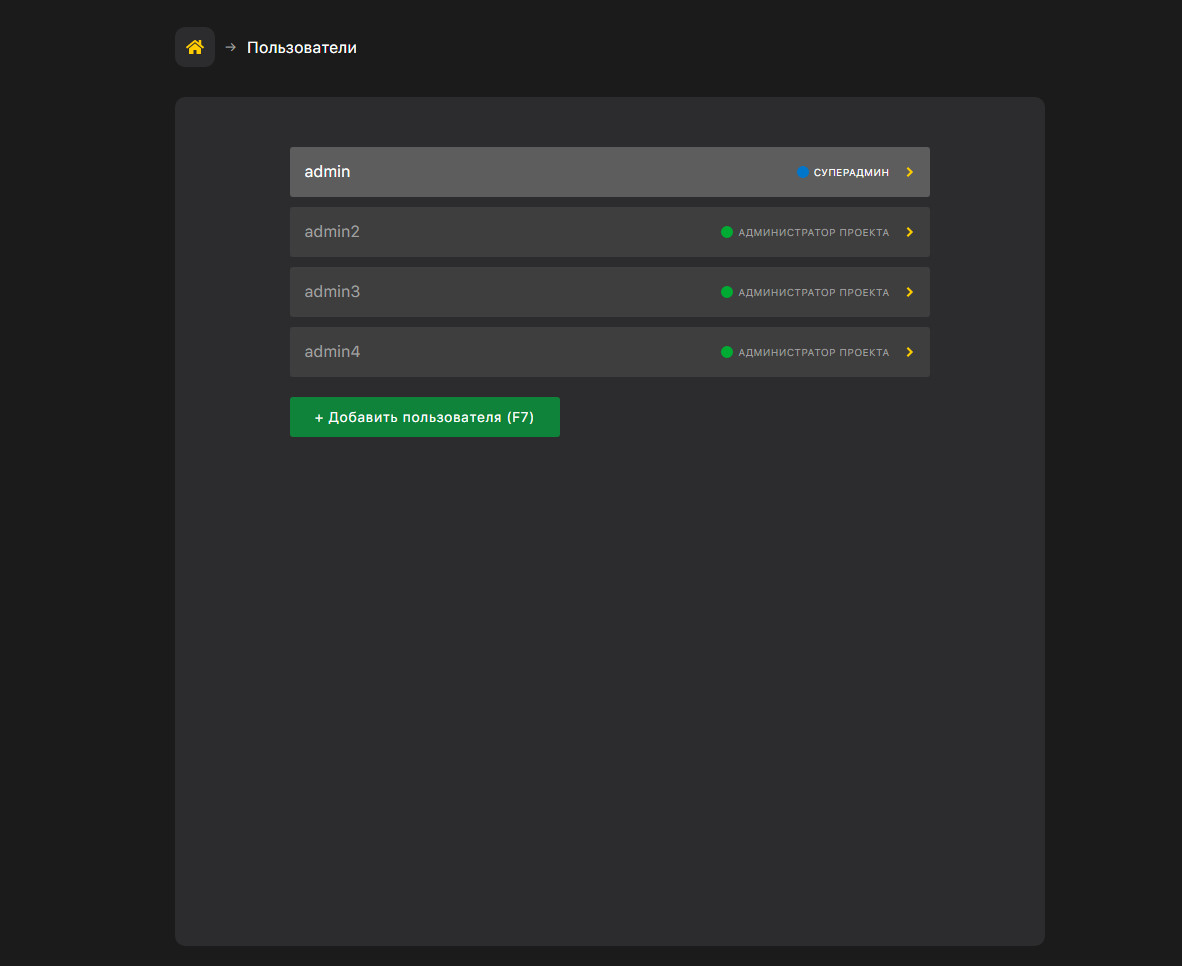 Пользователи
admin СУПЕРАДМИН
admin2 АДМИНИСТРАТОР ПРОЕКТА
admin3 АДМИНИСТРАТОР ПРОЕКТА
admin4 АДМИНИСТРАТОР ПРОЕКТА
+ Добавить пользователя (F7)